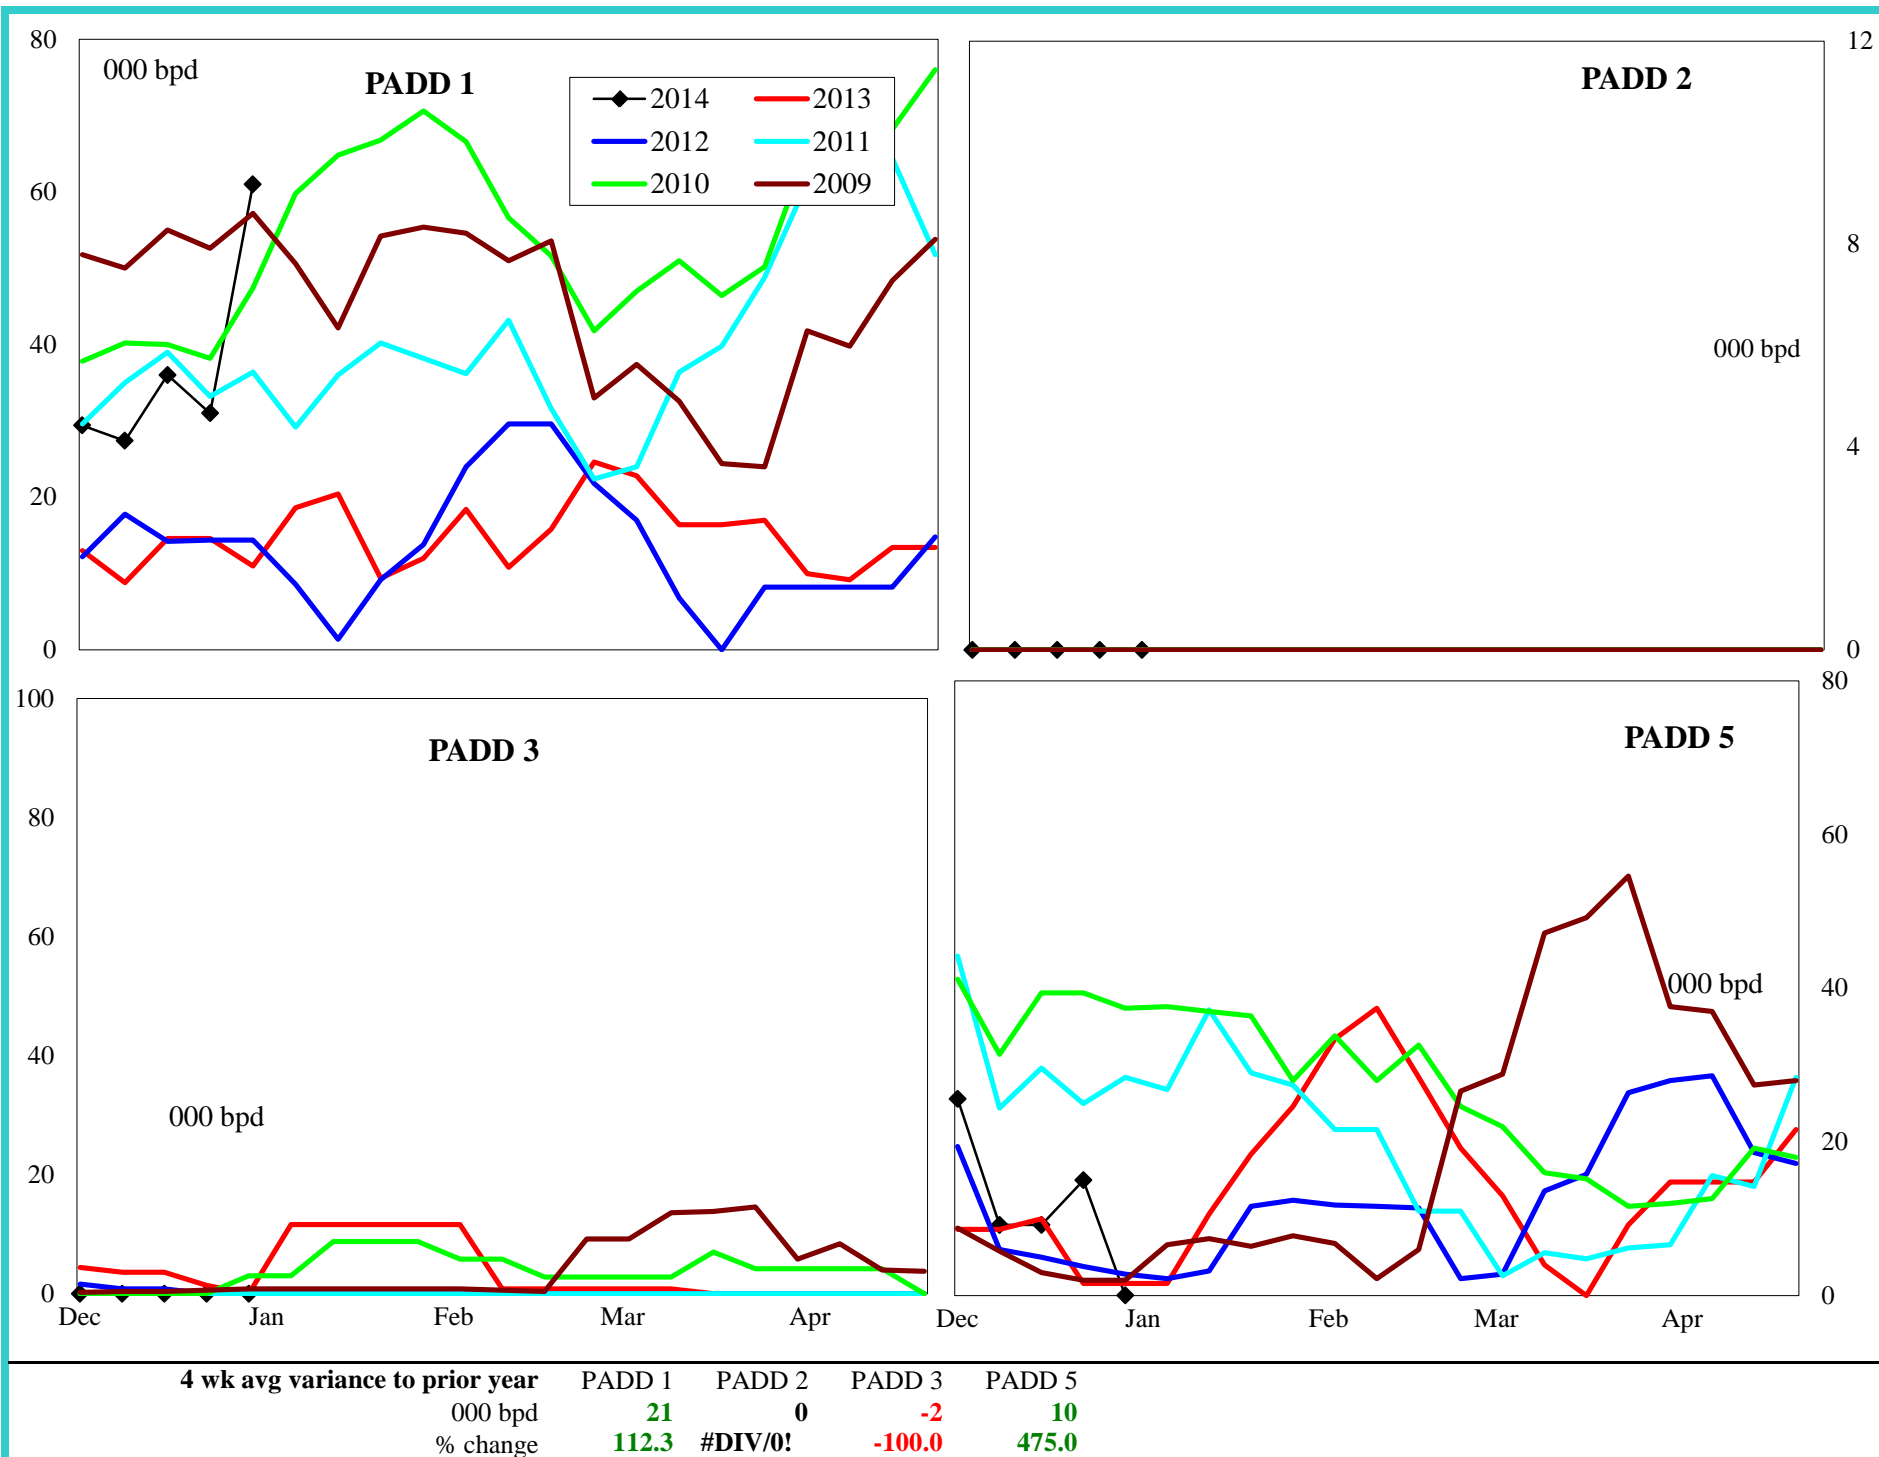 80
60
40
20
0
000 bpd
PADD 1
2014 2013
2012 2011
2010 2009
PADD 2
000 bpd
12
8
4
0
100
80
60
40
20
0
PADD 3
000 bpd
Dec Jan Feb Mar Apr
PADD 5
000 bpd
80
60
40
20
0
Dec Jan Feb Mar Apr
4 wk avg variance to prior year PADD 1 PADD 2 PADD 3 PADD 5
000 bpd 21 0 -2 10
% change 112.3 #DIV/0! -100.0 475.0